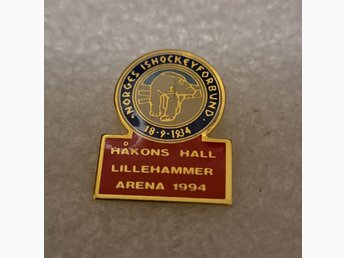 NORGES ISHOCKEYFORBUND
18-9-1934
HÅKONS HALL
LILLEHAMMER
ARENA 1994